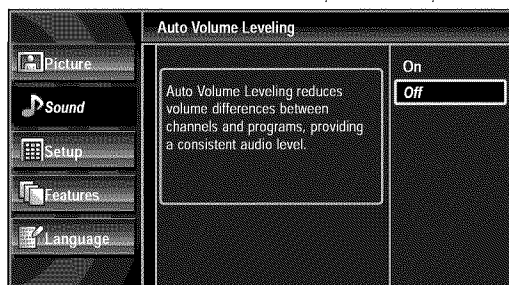 Auto Volume Leveling
Picture
Sound
Setup
Features
Language
Auto Volume Leveling reduces
volume differences between
channels and programs, providing
a consistent audio level.
On
Off